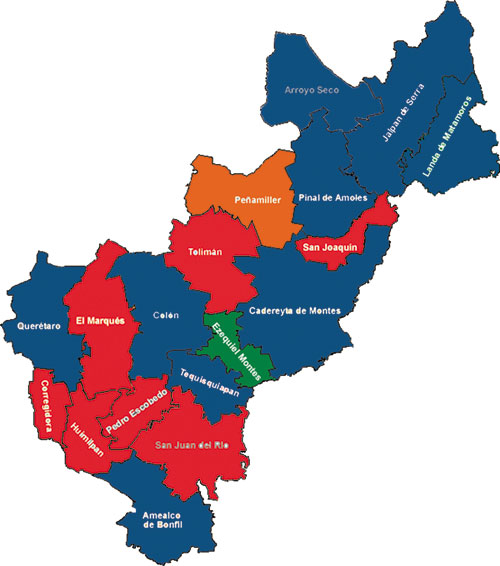 Arroyo Seco
Jalpan de Serra
Landa de Matamoros
Peñamiller
Pinal de Amoles
San Joaquín
Tolimán
Cadereyta de Montes
Querétaro
El Marqués
Colón
Ezequiel Montes
Tequisquiapan
Corregidora
Huimilpan
Pedro Escobedo
San Juan del Río
Amealco
de Bonfil